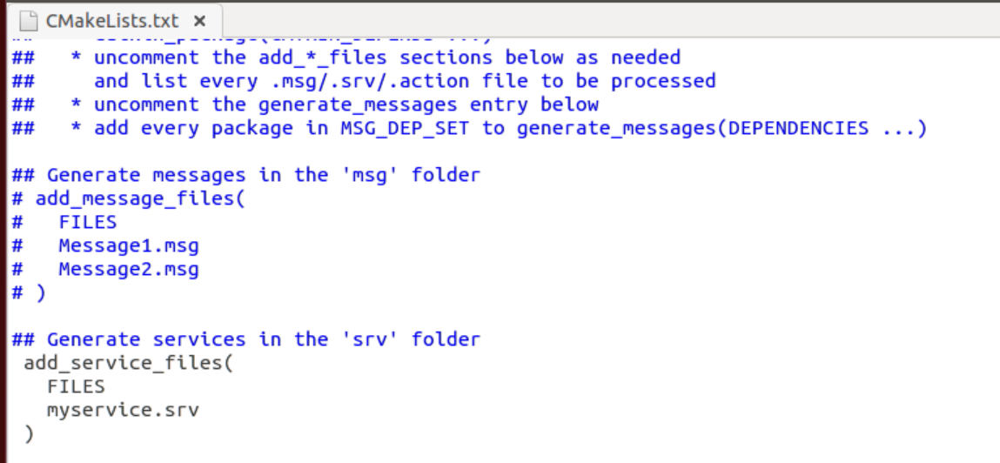 CMakeLists.txt ×
##   * uncomment the add_*_files sections below as needed
##     and list every .msg/.srv/.action file to be processed
##   * uncomment the generate_messages entry below
##   * add every package in MSG_DEP_SET to generate_messages(DEPENDENCIES ...)
## Generate messages in the 'msg' folder
# add_message_files(
#   FILES
#   Message1.msg
#   Message2.msg
# )
## Generate services in the 'srv' folder
 add_service_files(
   FILES
   myservice.srv
 )